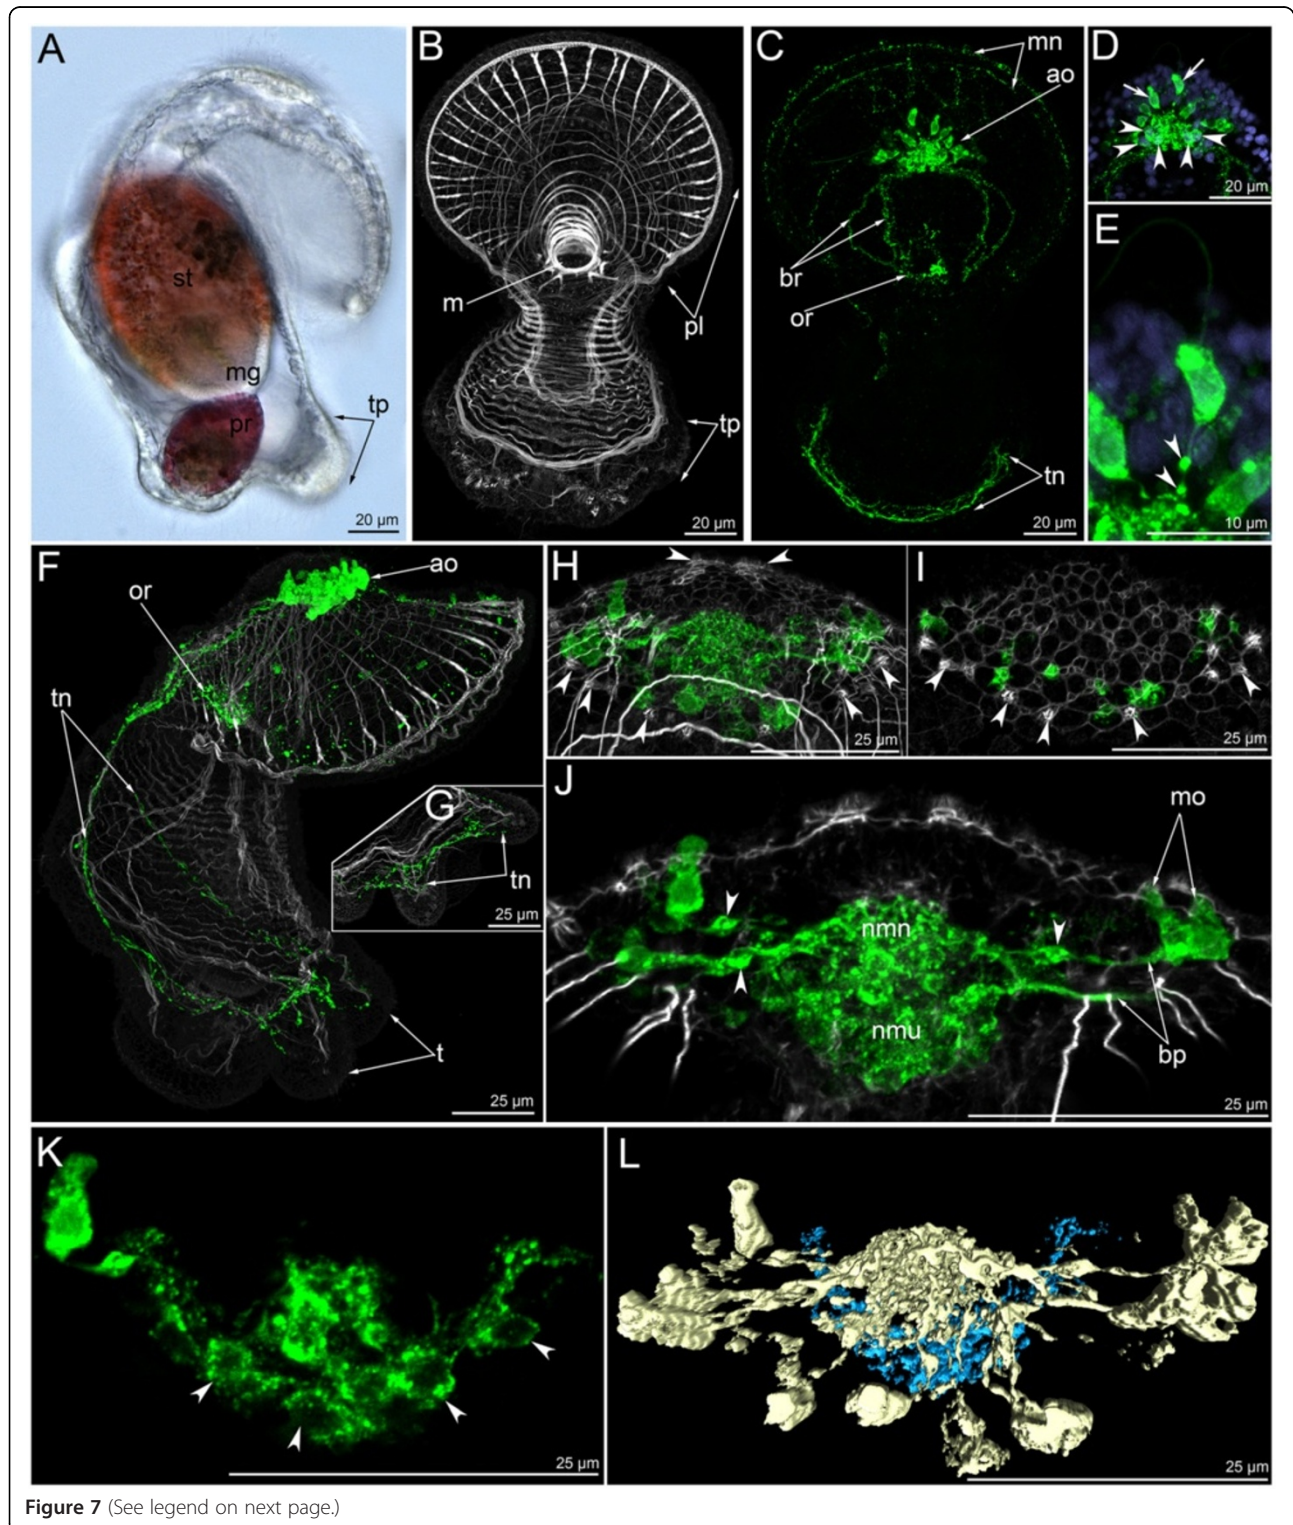 A
st
mg
pr
tp
20 µm
B
m
pl
tp
20 µm
C
mn
ao
br
or
tn
20 µm
D
20 µm
E
10 µm
F
ao
or
tn
t
25 µm
G
tn
25 µm
H
25 µm
I
25 µm
J
mo
nmn
nmu
bp
25 µm
K
25 µm
L
25 µm
Figure 7 (See legend on next page.)